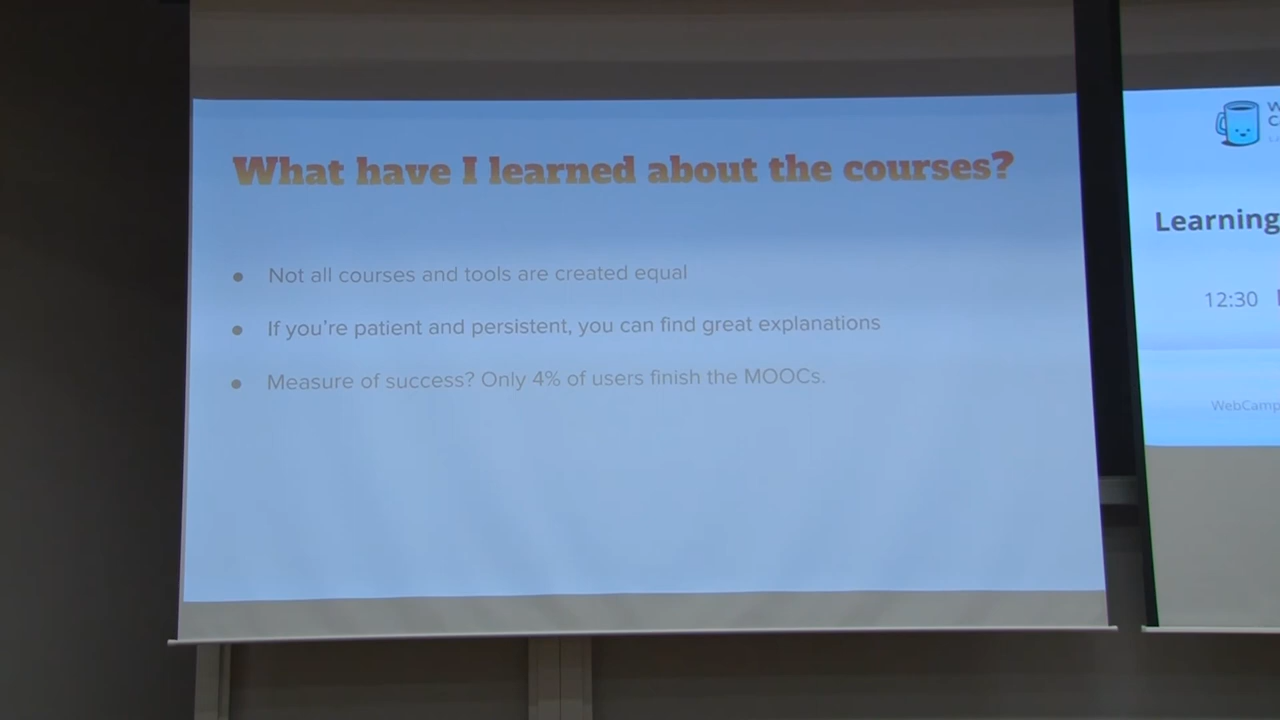 What have I learned about the courses?
● Not all courses and tools are created equal
● If you're patient and persistent, you can find great explanations
● Measure of success? Only 4% of users finish the MOOCs.
Learning
12:30
WebCamp